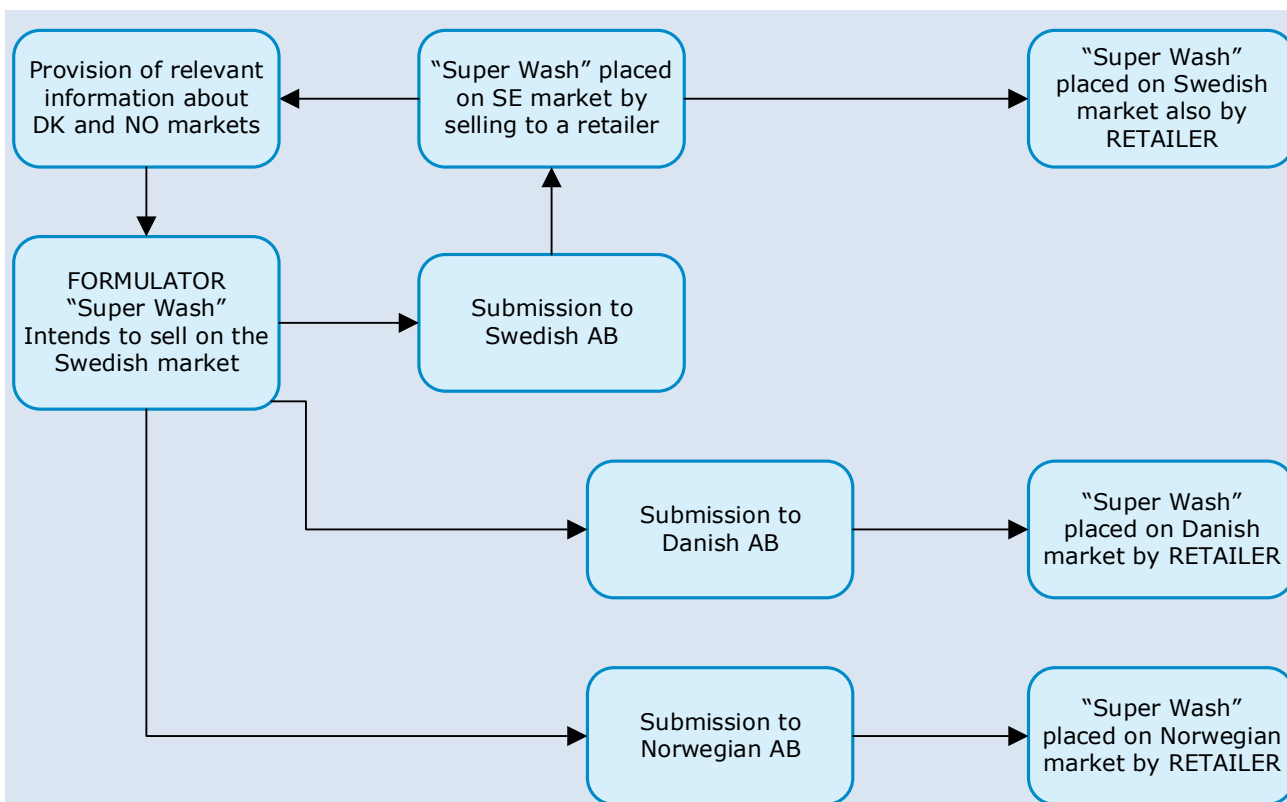 Provision of relevant
information about
DK and NO markets
“Super Wash” placed
on SE market by
selling to a retailer
“Super Wash”
placed on Swedish
market also by
RETAILER
FORMULATOR
“Super Wash”
Intends to sell on the
Swedish market
Submission to
Swedish AB
Submission to
Danish AB
“Super Wash”
placed on Danish
market by RETAILER
Submission to
Norwegian AB
“Super Wash”
placed on Norwegian
market by RETAILER